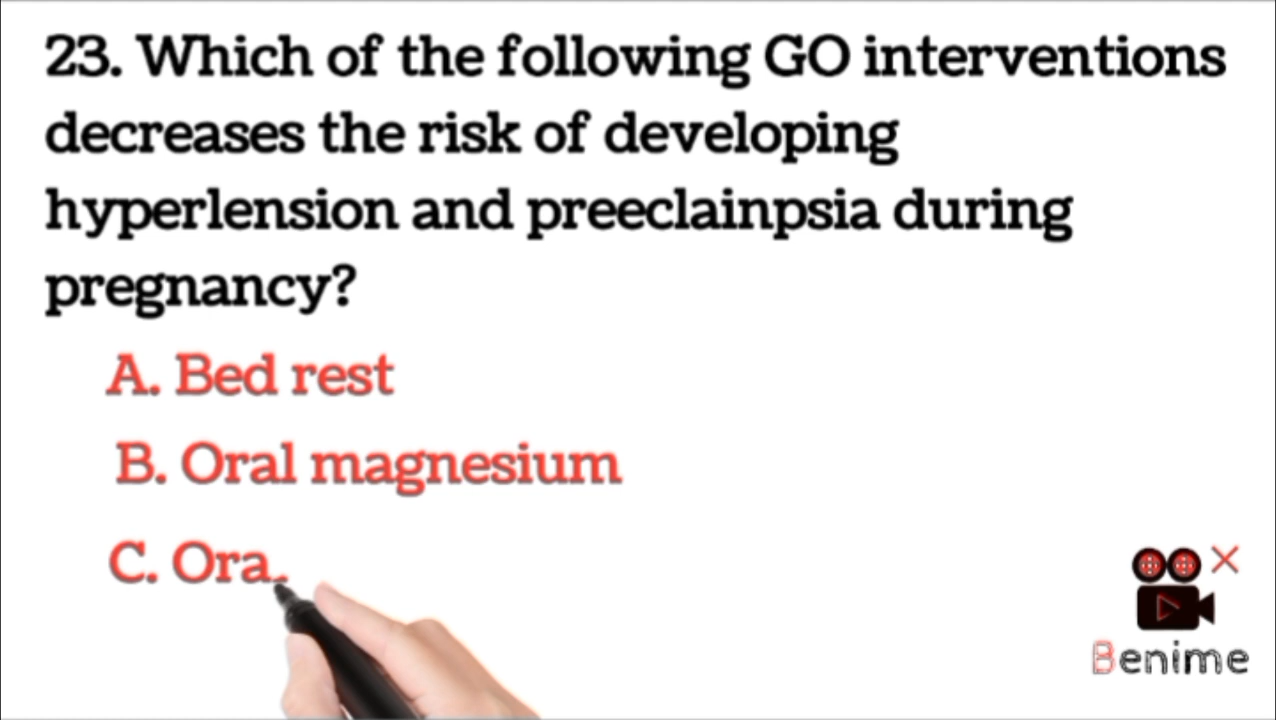 23. Which of the following GO interventions
decreases the risk of developing
hyperlension and preeclainpsia during
pregnancy?
A. Bed rest
B. Oral magnesium
C. Ora
Benime